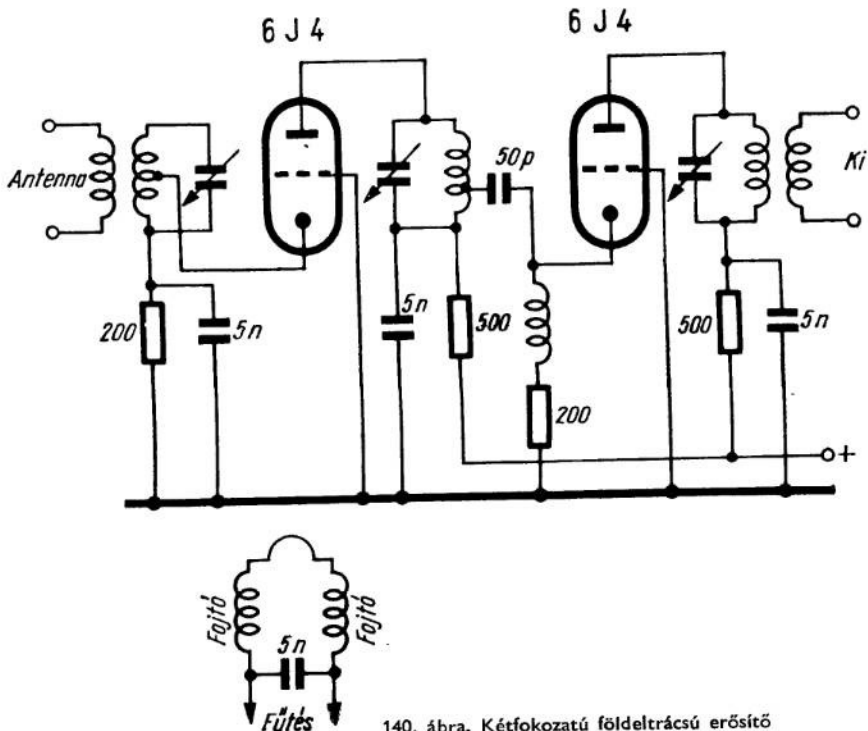 6 J 4
6 J 4
Antenna
50p
Ki
200
5n
5n
500
200
500
5n
+
Fojtó
Fojtó
5n
Fűtés
140. ábra. Kétfokozatú földeltrácsú erősítő